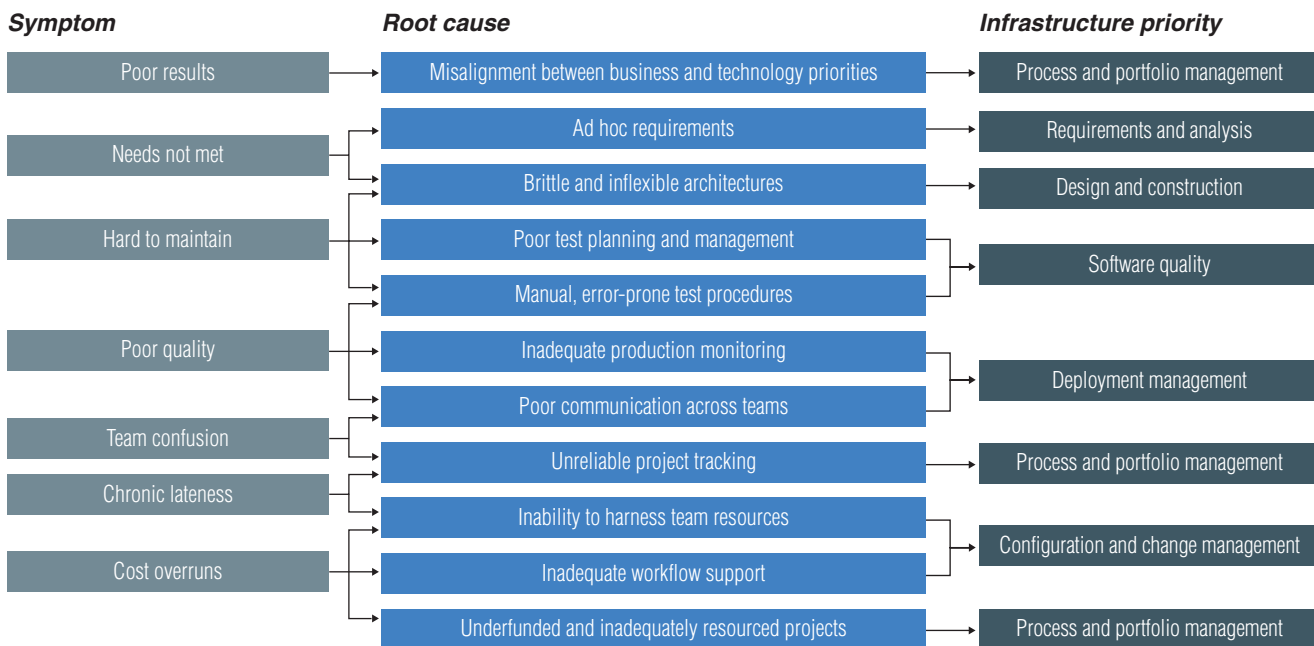 Symptom
Root cause
Infrastructure priority
Poor results
Misalignment between business and technology priorities
Process and portfolio management
Needs not met
Ad hoc requirements
Requirements and analysis
Brittle and inflexible architectures
Design and construction
Hard to maintain
Poor test planning and management
Software quality
Manual, error-prone test procedures
Poor quality
Inadequate production monitoring
Deployment management
Poor communication across teams
Team confusion
Unreliable project tracking
Process and portfolio management
Chronic lateness
Inability to harness team resources
Configuration and change management
Cost overruns
Inadequate workflow support
Underfunded and inadequately resourced projects
Process and portfolio management